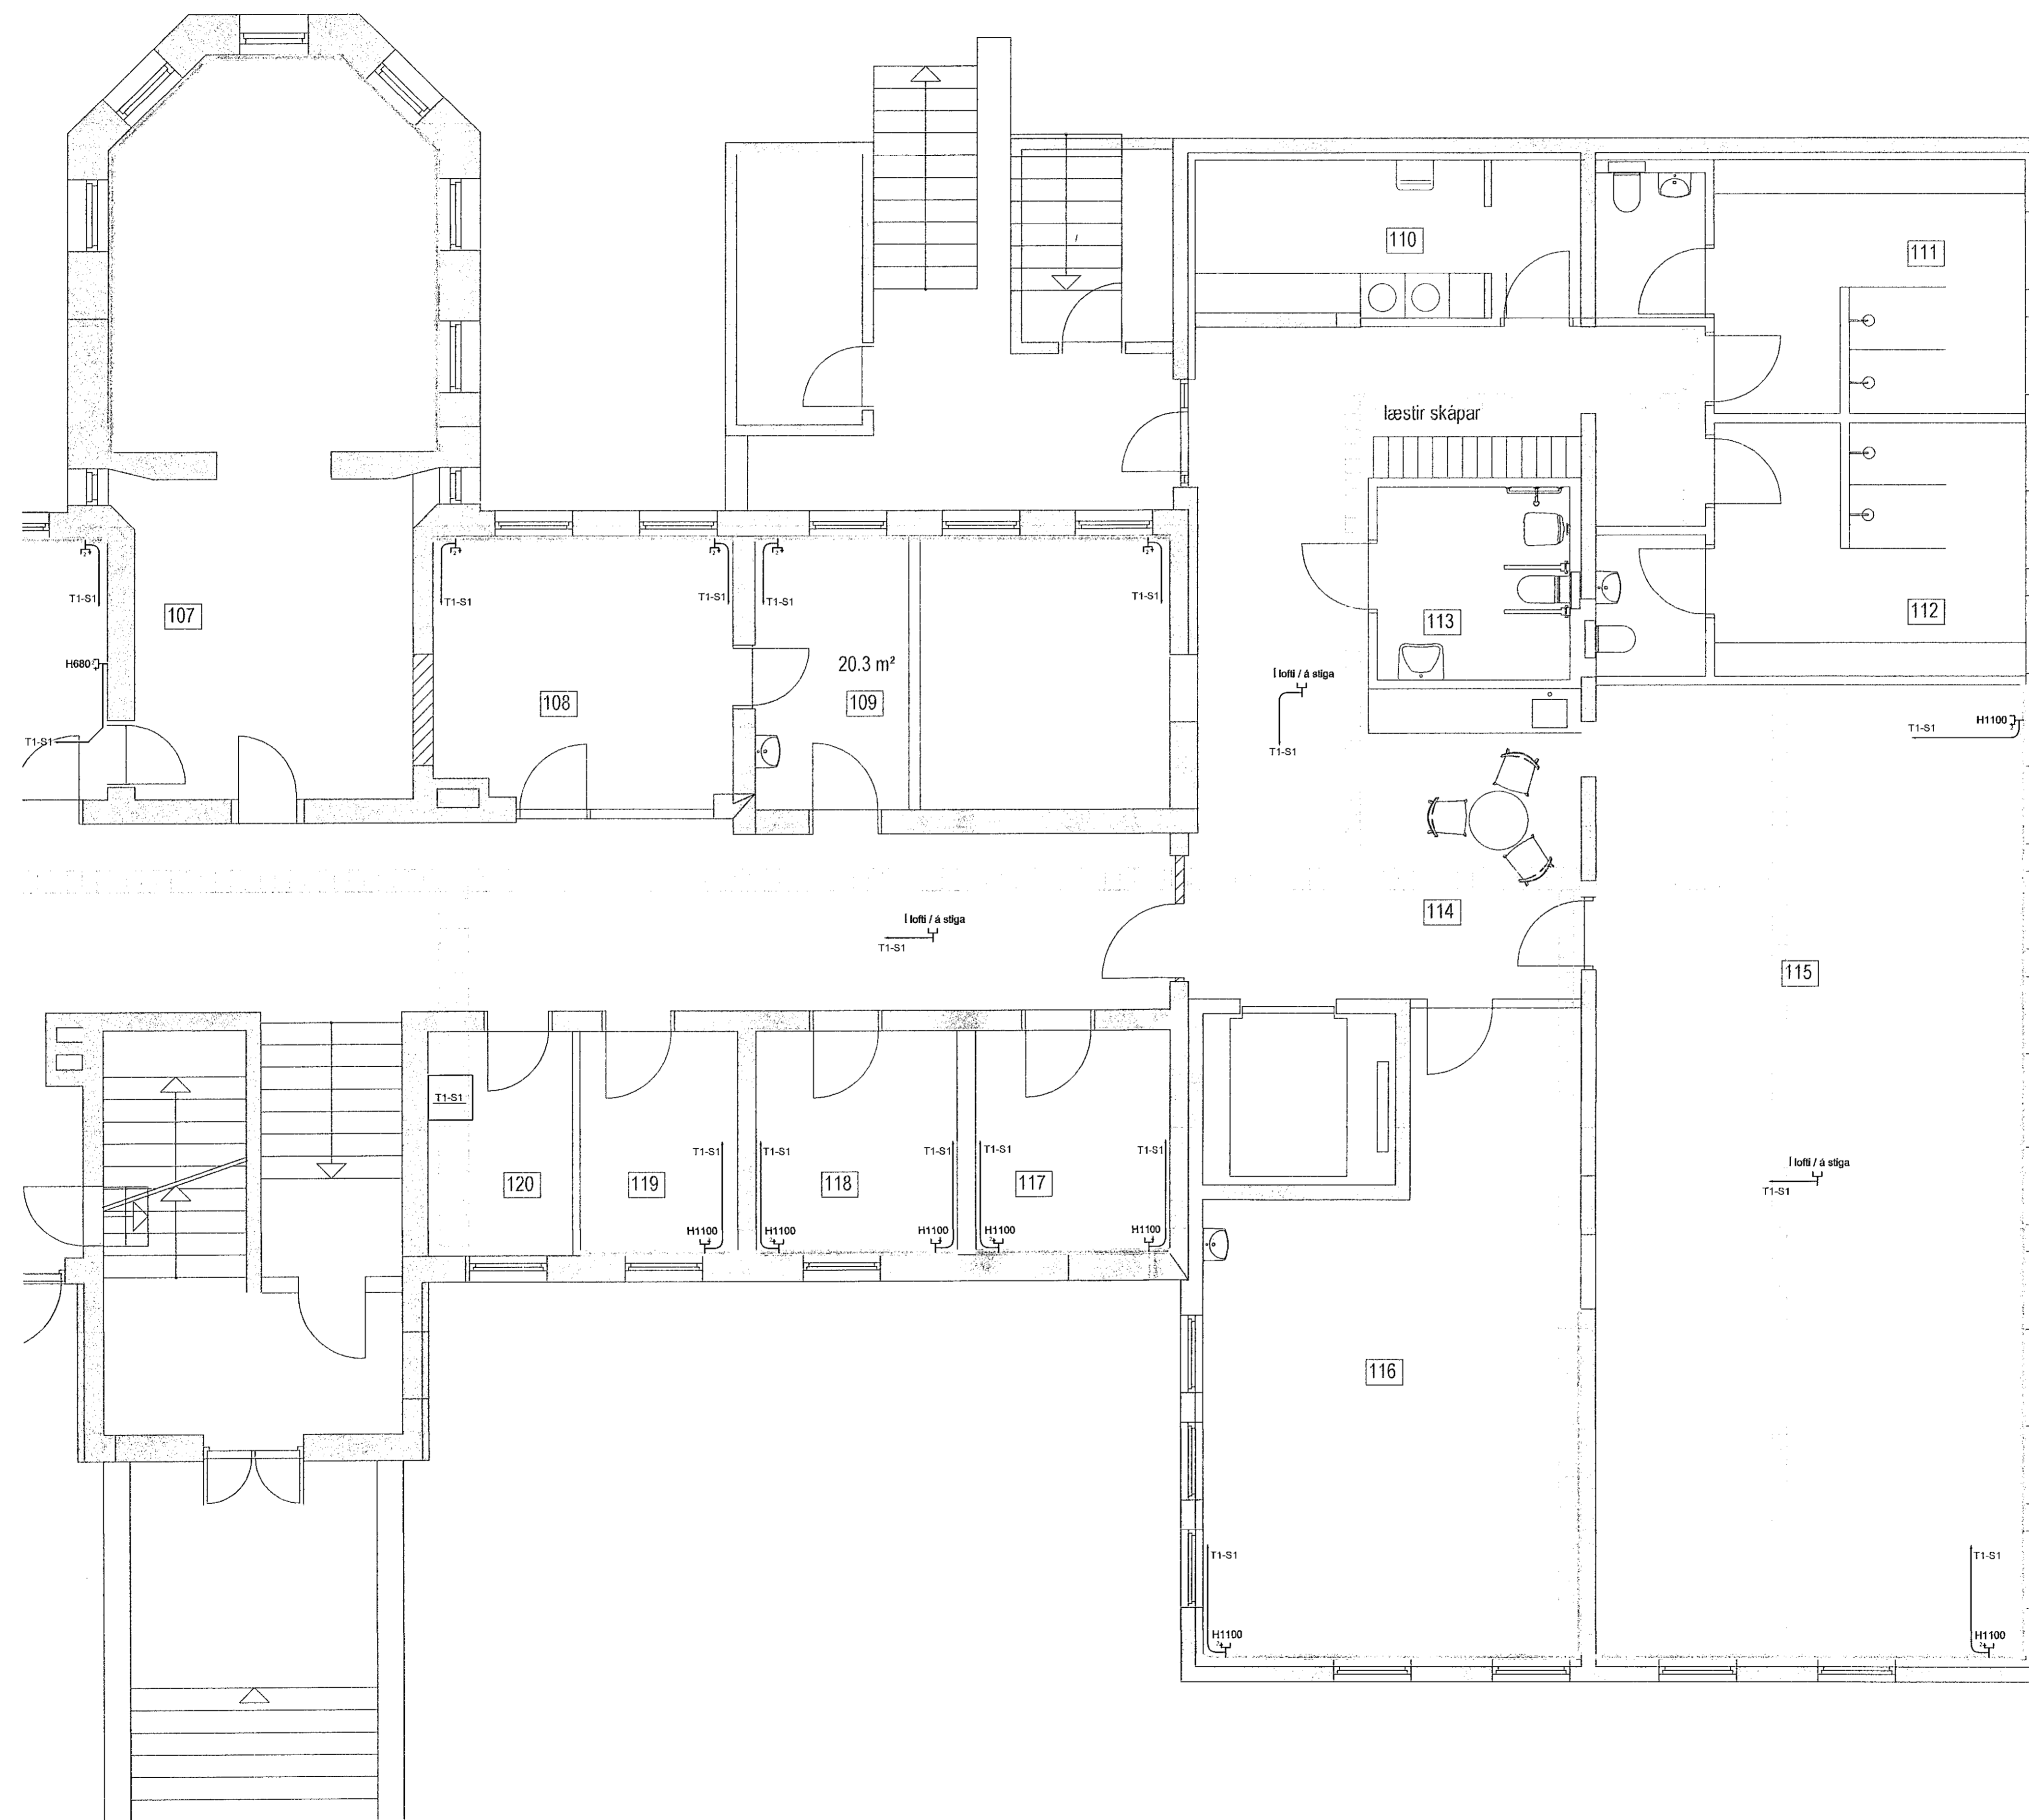 110
111
læstir skápar
T1-S1
T1-S1
T1-S1
T1-S1
T1-S1
107
112
113
H680
20.3 m²
108
109
Í lofti / á stiga
T1-S1
T1-S1
T1-S1
H1100
Í lofti / á stiga
T1-S1
114
115
T1-S1
T1-S1
T1-S1
T1-S1
T1-S1
T1-S1
120
119
118
117
Í lofti / á stiga
T1-S1
H1100
H1100
H1100
H1100
H1100
116
T1-S1
T1-S1
H1100
H1100